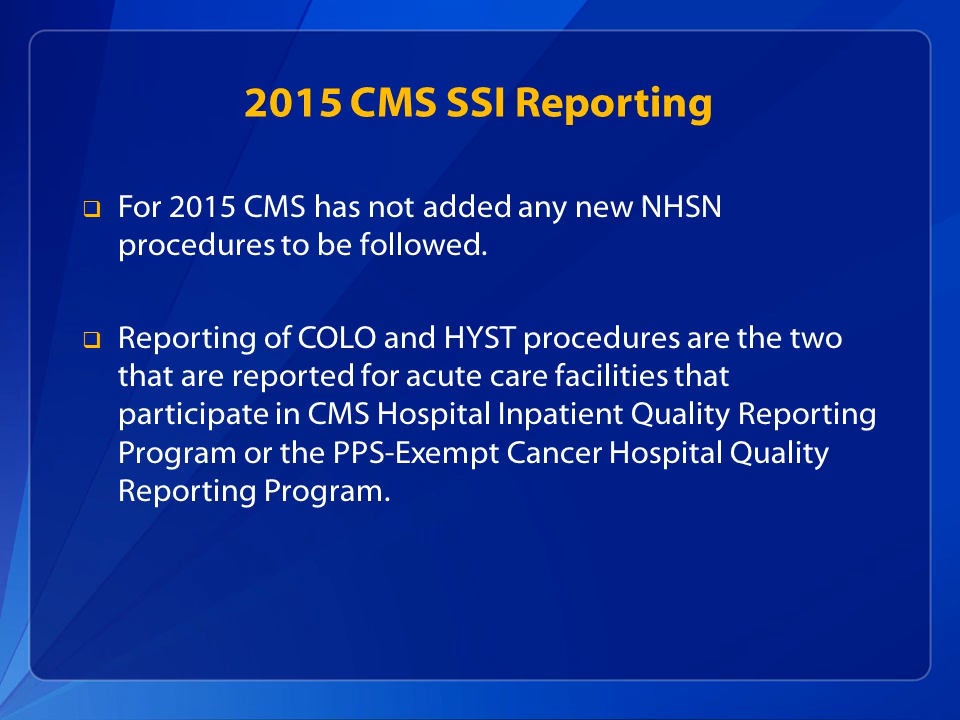 2015 CMS SSI Reporting
For 2015 CMS has not added any new NHSN
procedures to be followed.
Reporting of COLO and HYST procedures are the two
that are reported for acute care facilities that
participate in CMS Hospital Inpatient Quality Reporting
Program or the PPS-Exempt Cancer Hospital Quality
Reporting Program.